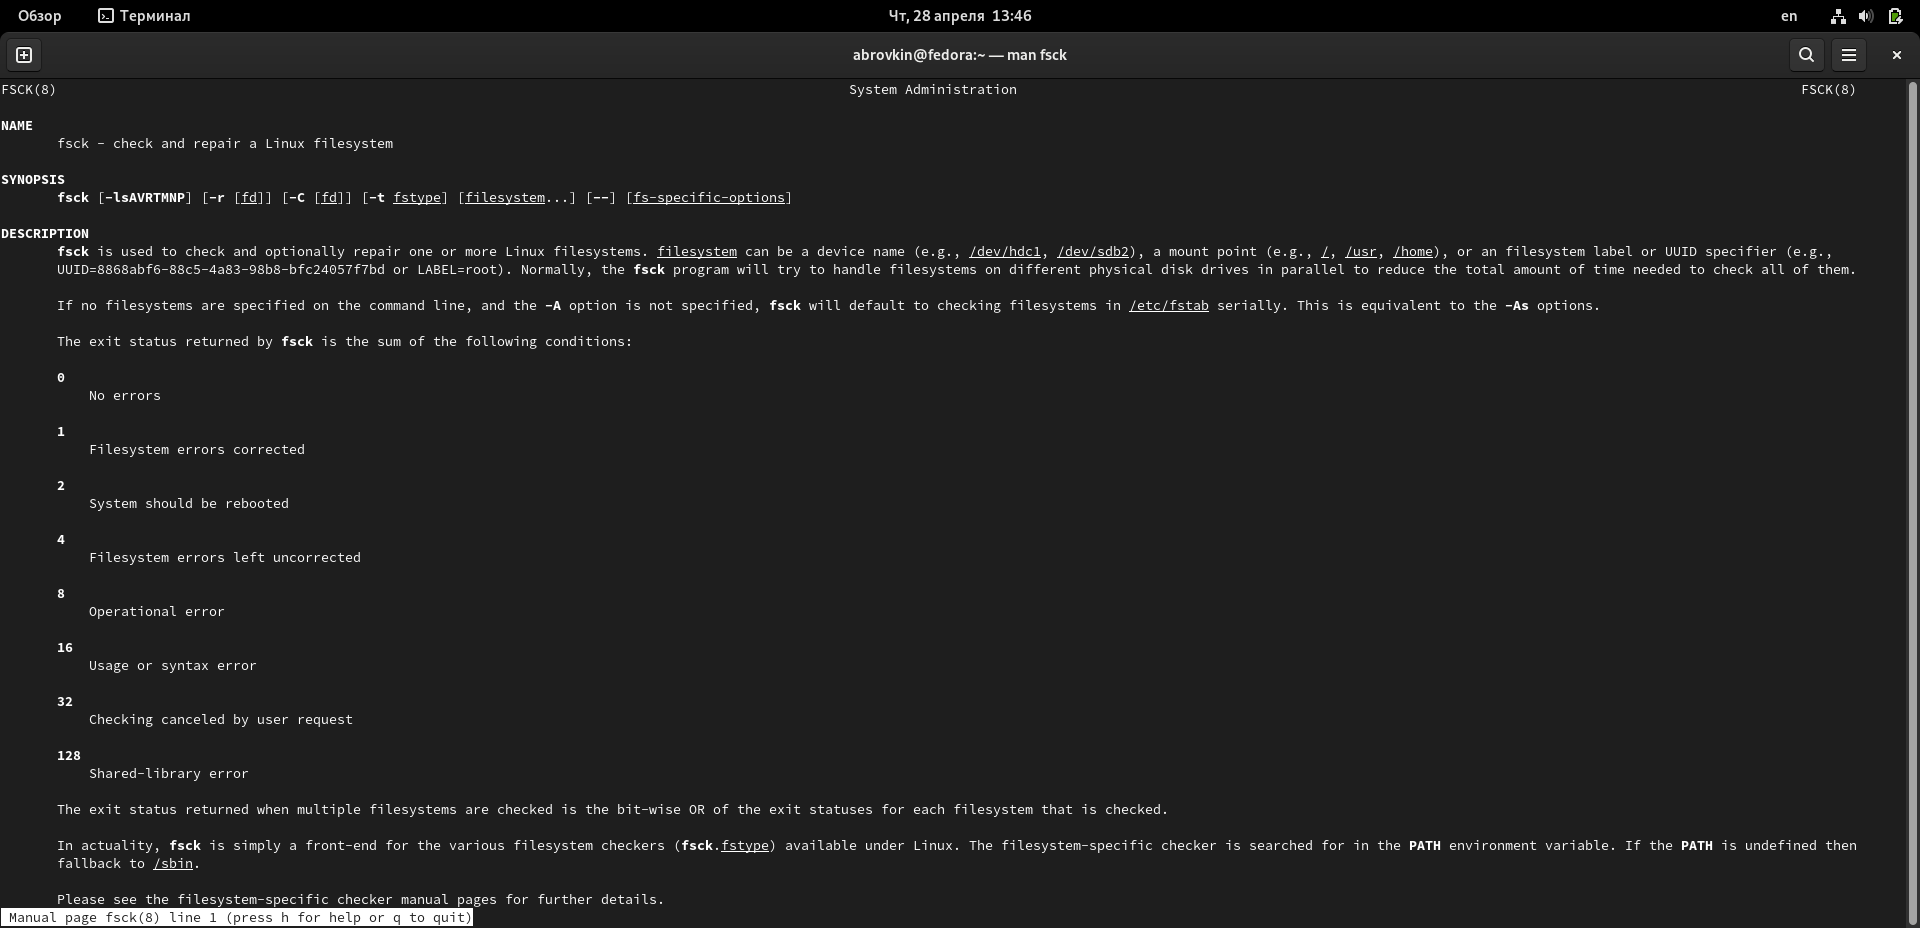 Обзор Терминал Чт, 28 апреля 13:46 en
abrovkin@fedora:~ — man fsck
FSCK(8) System Administration FSCK(8)
NAME
fsck - check and repair a Linux filesystem
SYNOPSIS
fsck [-lsAVRTMNP] [-r [fd]] [-C [fd]] [-t fstype] [filesystem...] [--] [fs-specific-options]
DESCRIPTION
fsck is used to check and optionally repair one or more Linux filesystems. filesystem can be a device name (e.g., /dev/hdc1, /dev/sdb2), a mount point (e.g., /, /usr, /home), or an filesystem label or UUID specifier (e.g.,
UUID=8868abf6-88c5-4a83-98b8-bfc24057f7bd or LABEL=root). Normally, the fsck program will try to handle filesystems on different physical disk drives in parallel to reduce the total amount of time needed to check all of them.
If no filesystems are specified on the command line, and the -A option is not specified, fsck will default to checking filesystems in /etc/fstab serially. This is equivalent to the -As options.
The exit status returned by fsck is the sum of the following conditions:
0
No errors
1
Filesystem errors corrected
2
System should be rebooted
4
Filesystem errors left uncorrected
8
Operational error
16
Usage or syntax error
32
Checking canceled by user request
128
Shared-library error
The exit status returned when multiple filesystems are checked is the bit-wise OR of the exit statuses for each filesystem that is checked.
In actuality, fsck is simply a front-end for the various filesystem checkers (fsck.fstype) available under Linux. The filesystem-specific checker is searched for in the PATH environment variable. If the PATH is undefined then
fallback to /sbin.
Please see the filesystem-specific checker manual pages for further details.
Manual page fsck(8) line 1 (press h for help or q to quit)